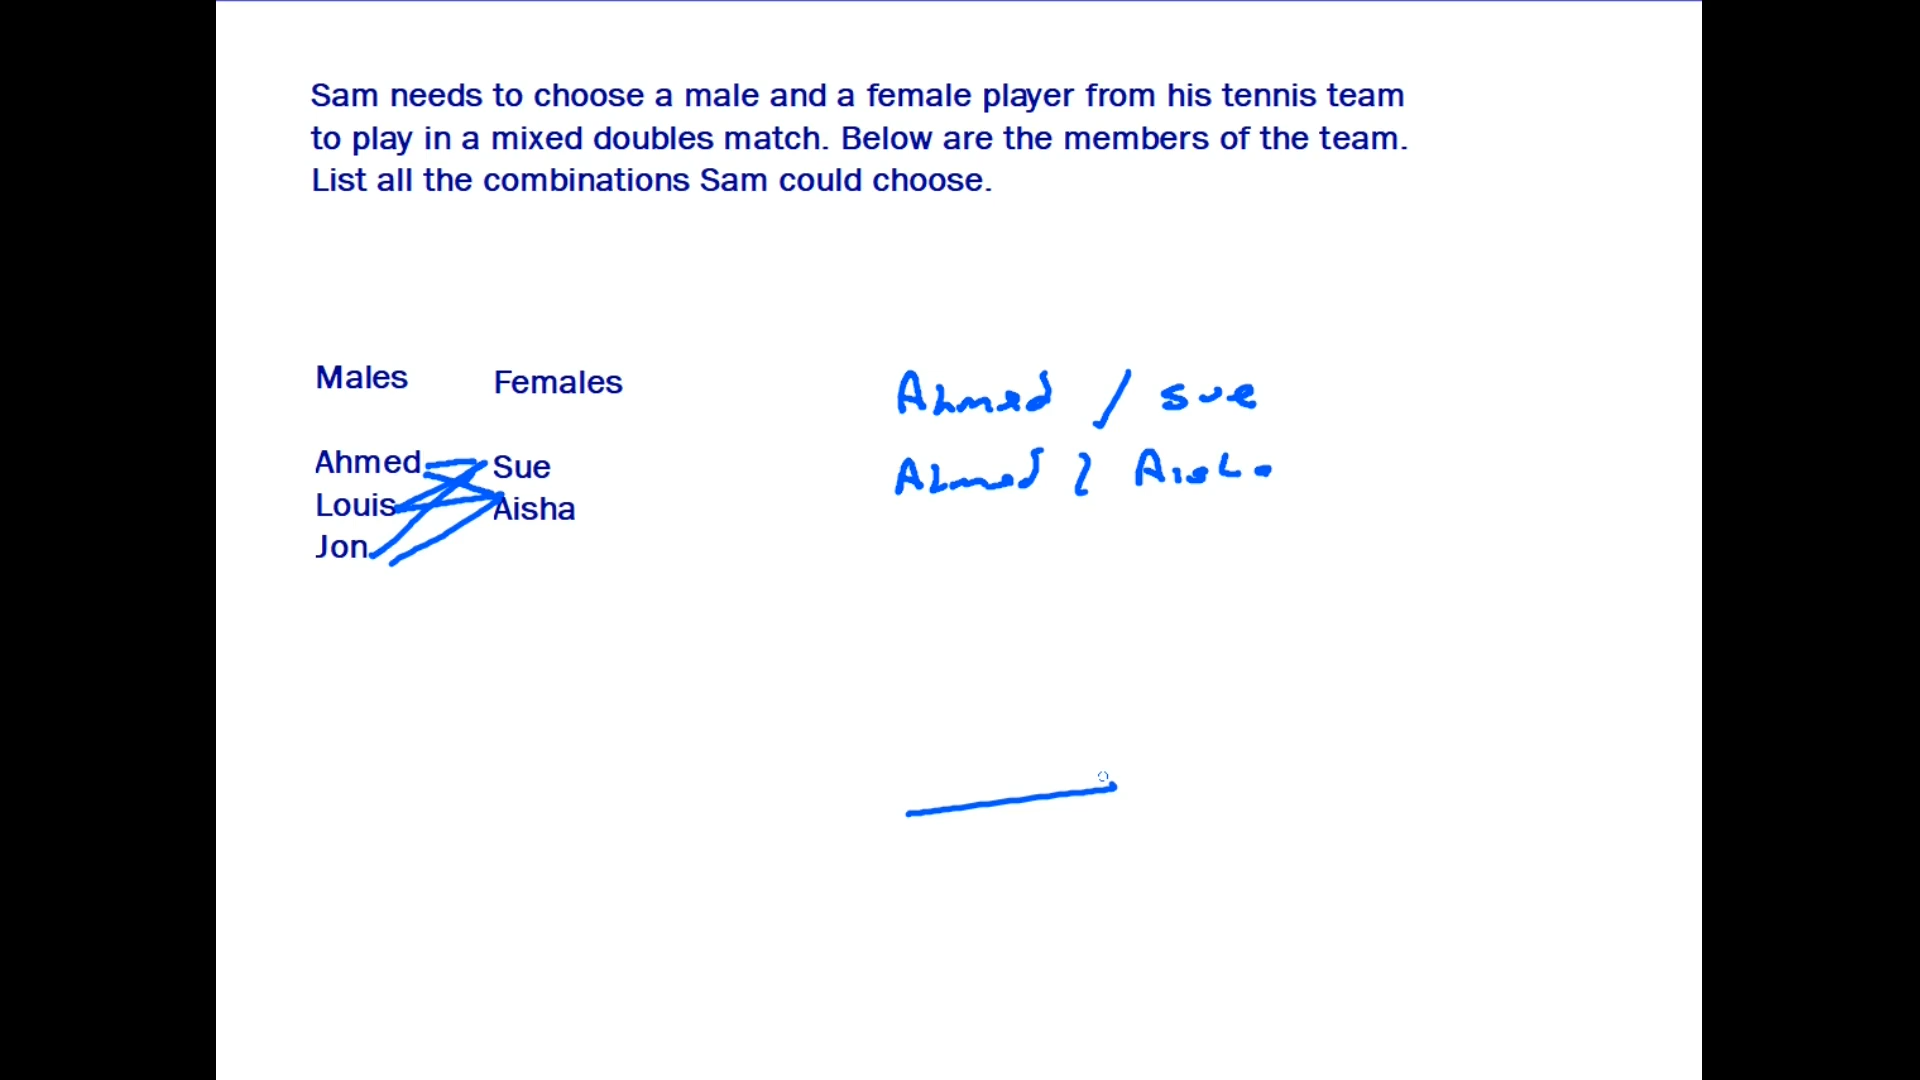 Sam needs to choose a male and a female player from his tennis team
to play in a mixed doubles match. Below are the members of the team.
List all the combinations Sam could choose.
Males
Females
Ahmed
Louis
Jon
Sue
Aisha
Ahmed / Sue
Ahmed / Aisha